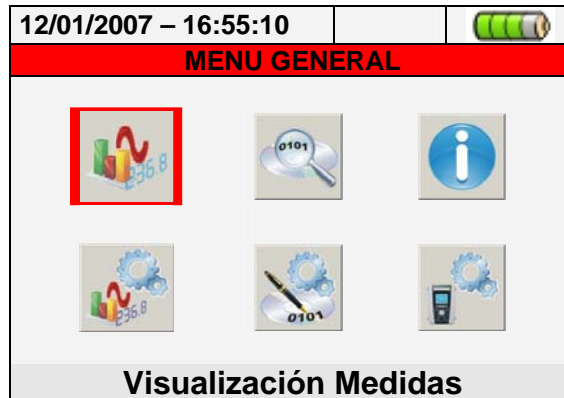 12/01/2007 – 16:55:10
MENU GENERAL
236.8
0101
236.8
0101
Visualización Medidas